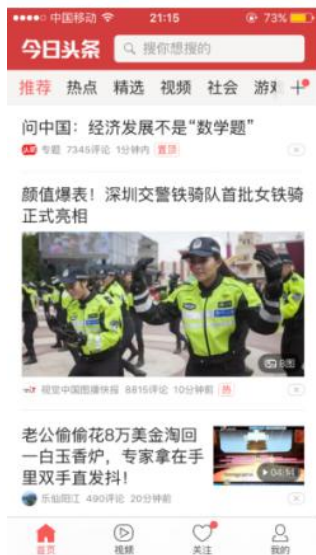 中国移动 21:15 73%
今日头条 搜你想搜的
推荐 热点 精选 视频 社会 游戏
问中国：经济发展不是“数学题”
专题 7345评论 1分钟内 置顶
颜值爆表！深圳交警铁骑队首批女铁骑
正式亮相
8图
视觉中国图播快报 8815评论 10分钟前 热
老公偷偷花8万美金淘回
一白玉香炉，专家拿在手
里双手直发抖！
04:51
乐仙阳江 490评论 20分钟前
首页 视频 关注 我的